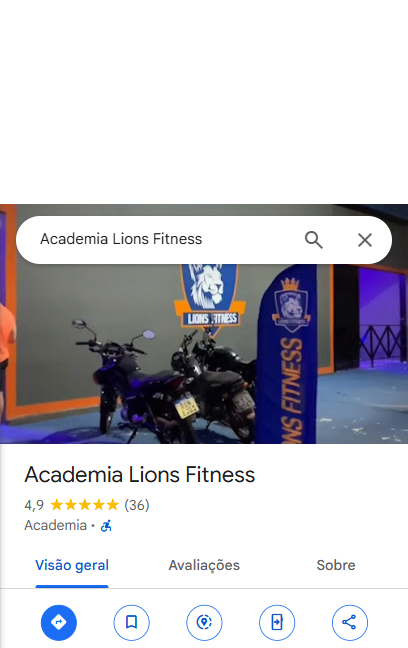 Academia Lions Fitness
LIONS FITNESS
LIONS FITNESS
Academia Lions Fitness
4,9 (36)
Academia ·
Visão geral
Avaliações
Sobre